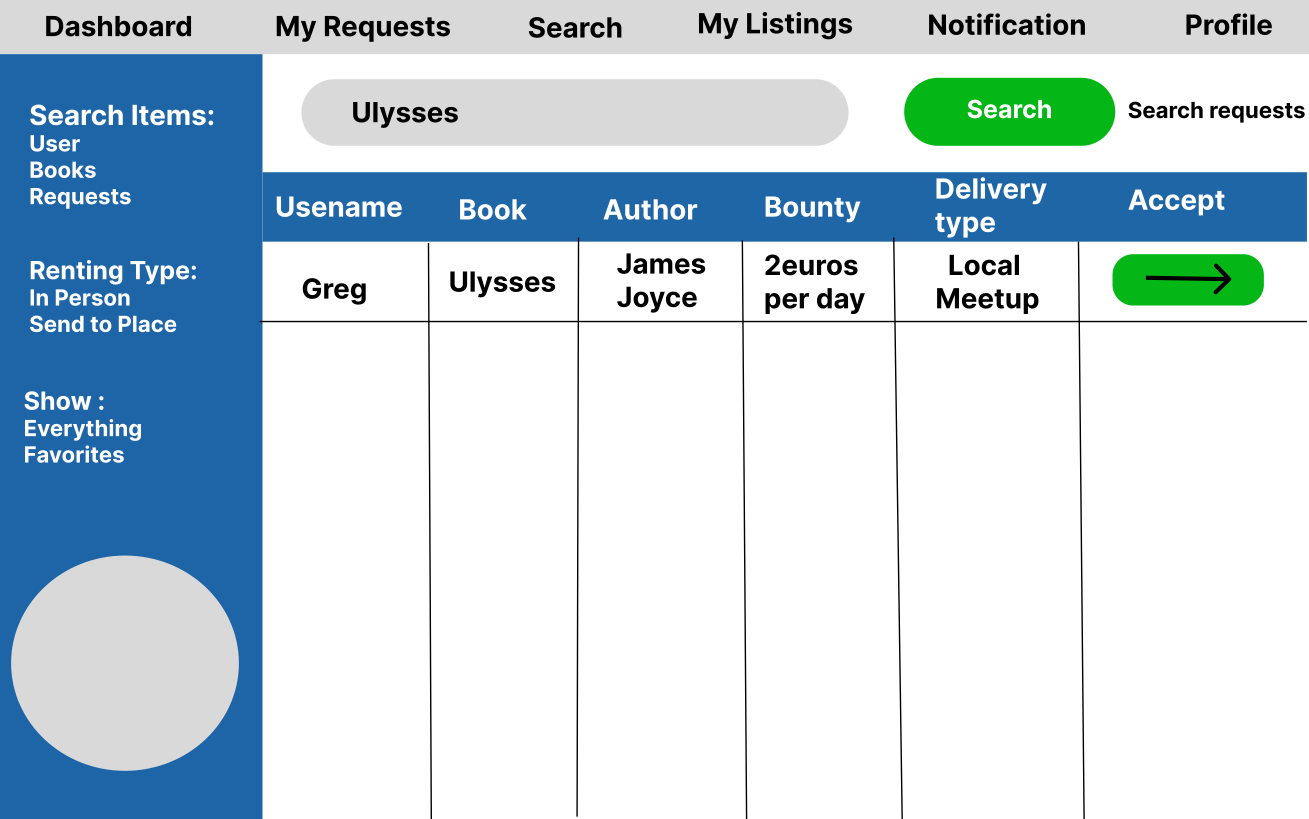 Dashboard My Requests Search My Listings Notification Profile
Search Items:
User
Books
Requests
Renting Type:
In Person
Send to Place
Show :
Everything
Favorites
Ulysses Search Search requests
Usename Book Author Bounty Delivery
type Accept
Greg Ulysses James
Joyce 2euros
per day Local
Meetup